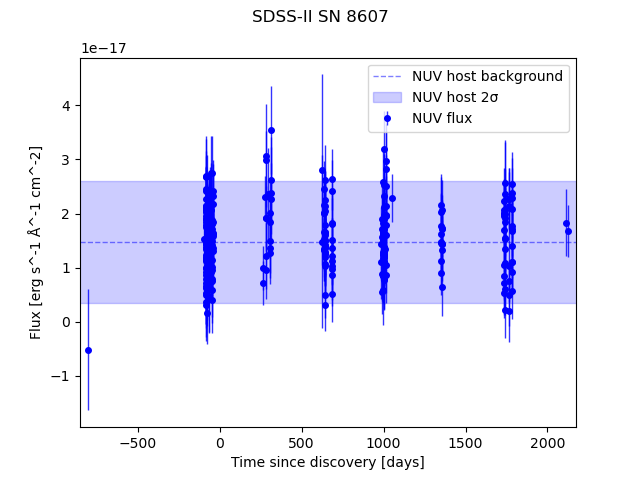 SDSS-II SN 8607
1e−17
NUV host background
NUV host 2σ
NUV flux
4
3
2
1
0
−1
Flux [erg s^-1 Å^-1 cm^-2]
−500
0
500
1000
1500
2000
Time since discovery [days]